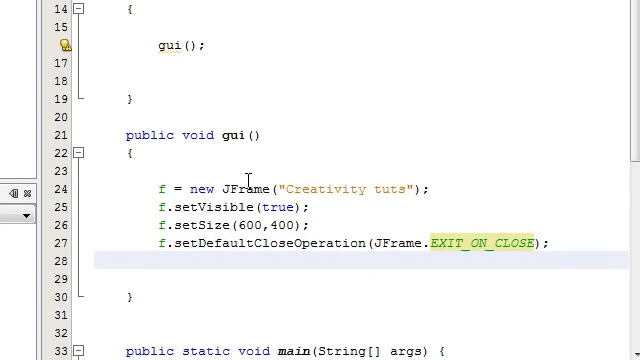 14 {
15
gui();
17
18
19 }
20
21 public void gui()
22 {
23
24 f = new JFrame("Creativity tuts");
25 f.setVisible(true);
26 f.setSize(600,400);
27 f.setDefaultCloseOperation(JFrame.EXIT_ON_CLOSE);
28
29
30 }
31
32
33 public static void main(String[] args) {